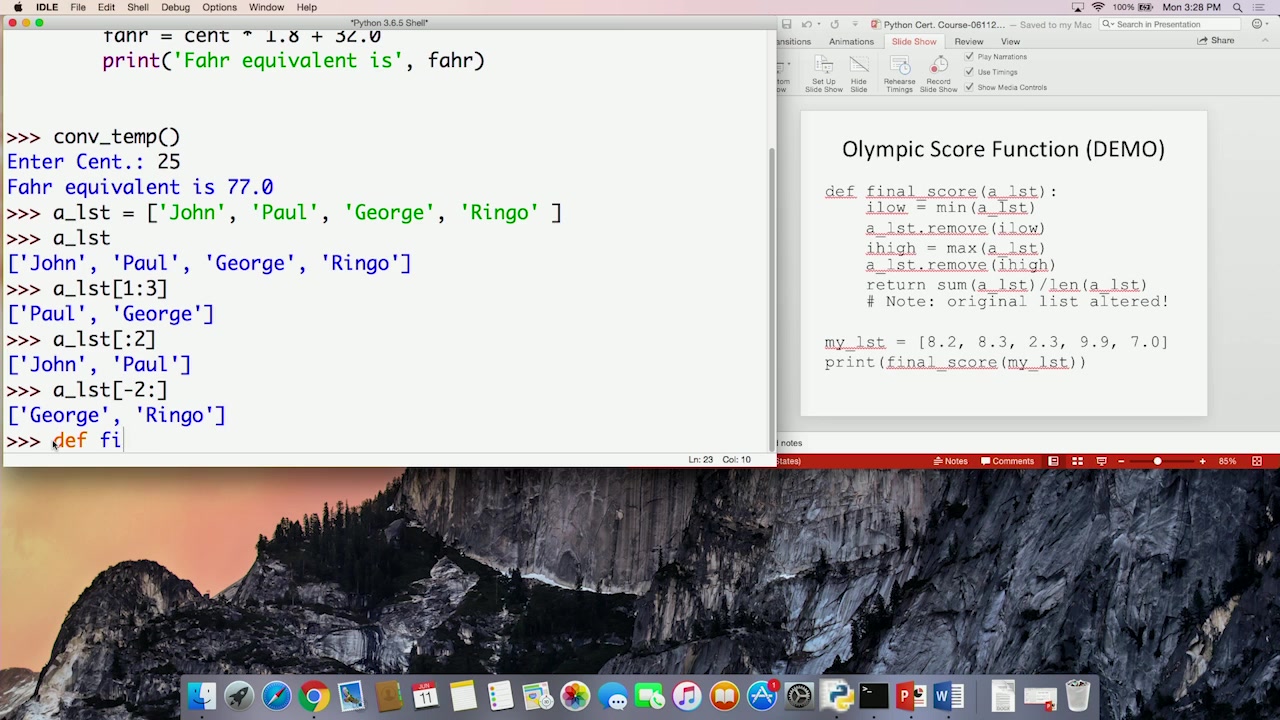 IDLE File Edit Shell Debug Options Window Help
100% Mon 3:28 PM
*Python 3.6.5 Shell*
fahr = cent * 1.8 + 32.0
print('Fahr equivalent is', fahr)
>>> conv_temp()
Enter Cent.: 25
Fahr equivalent is 77.0
>>> a_lst = ['John', 'Paul', 'George', 'Ringo' ]
>>> a_lst
['John', 'Paul', 'George', 'Ringo']
>>> a_lst[1:3]
['Paul', 'George']
>>> a_lst[:2]
['John', 'Paul']
>>> a_lst[-2:]
['George', 'Ringo']
>>> def fi
Ln: 23 Col: 10
Python Cert. Course-06112... — Saved to my Mac
Search in Presentation
nsitions Animations Slide Show Review View
Share
tom
ow
Set Up
Slide Show
Hide
Slide
Rehearse
Timings
Record
Slide Show
Play Narrations
Use Timings
Show Media Controls
Olympic Score Function (DEMO)
def final_score(a_lst):
ilow = min(a_lst)
a_lst.remove(ilow)
ihigh = max(a_lst)
a_lst.remove(ihigh)
return sum(a_lst)/len(a_lst)
# Note: original list altered!
my_lst = [8.2, 8.3, 2.3, 9.9, 7.0]
print(final_score(my_lst))
d notes
States)
Notes Comments
85%
JUN
11
1